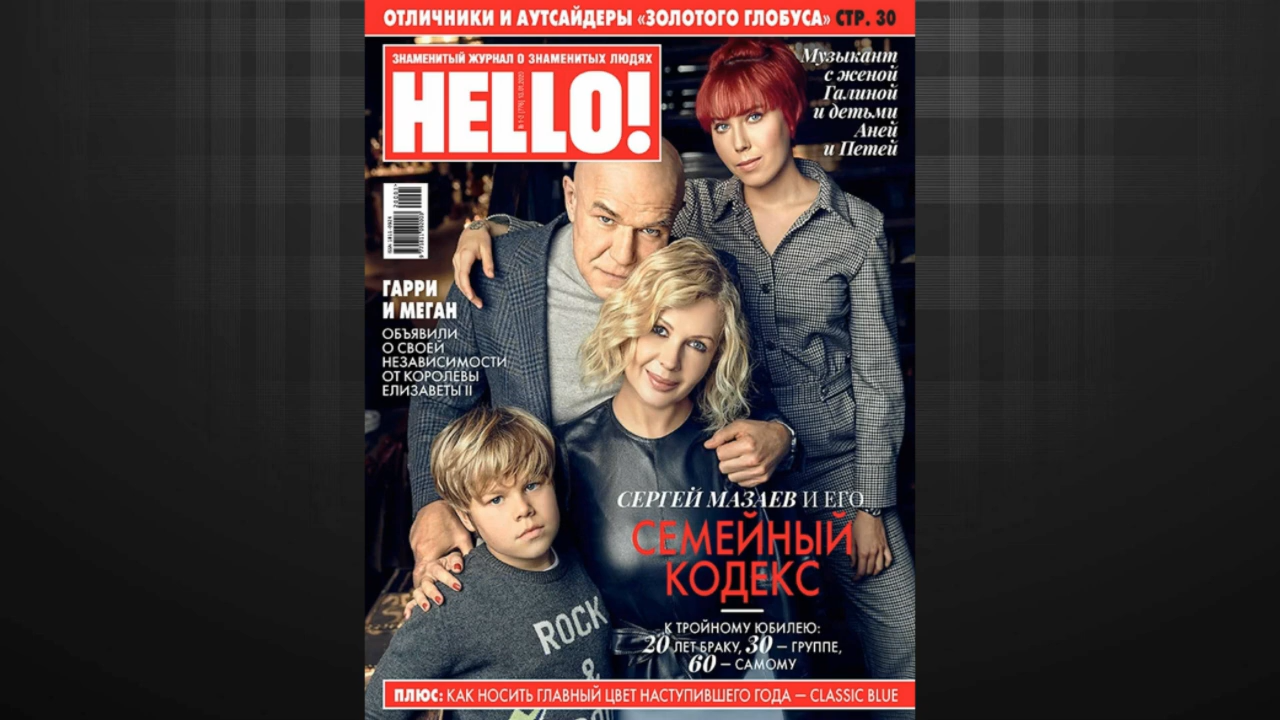 ОТЛИЧНИКИ И АУТСАЙДЕРЫ «ЗОЛОТОГО ГЛОБУСА» СТР. 30
ЗНАМЕНИТЫЙ ЖУРНАЛ О ЗНАМЕНИТЫХ ЛЮДЯХ
HELLO!
Музыкант
с женой
Галиной
и детьми
Аней
и Петей
ГАРРИ
И МЕГАН
ОБЪЯВИЛИ
О СВОЕЙ
НЕЗАВИСИМОСТИ
ОТ КОРОЛЕВЫ
ЕЛИЗАВЕТЫ II
ROCK
&
СЕРГЕЙ МАЗАЕВ И ЕГО
СЕМЕЙНЫЙ
КОДЕКС
К ТРОЙНОМУ ЮБИЛЕЮ:
20 ЛЕТ БРАКУ, 30 — ГРУППЕ,
60 — САМОМУ
ПЛЮС: КАК НОСИТЬ ГЛАВНЫЙ ЦВЕТ НАСТУПИВШЕГО ГОДА — CLASSIC BLUE